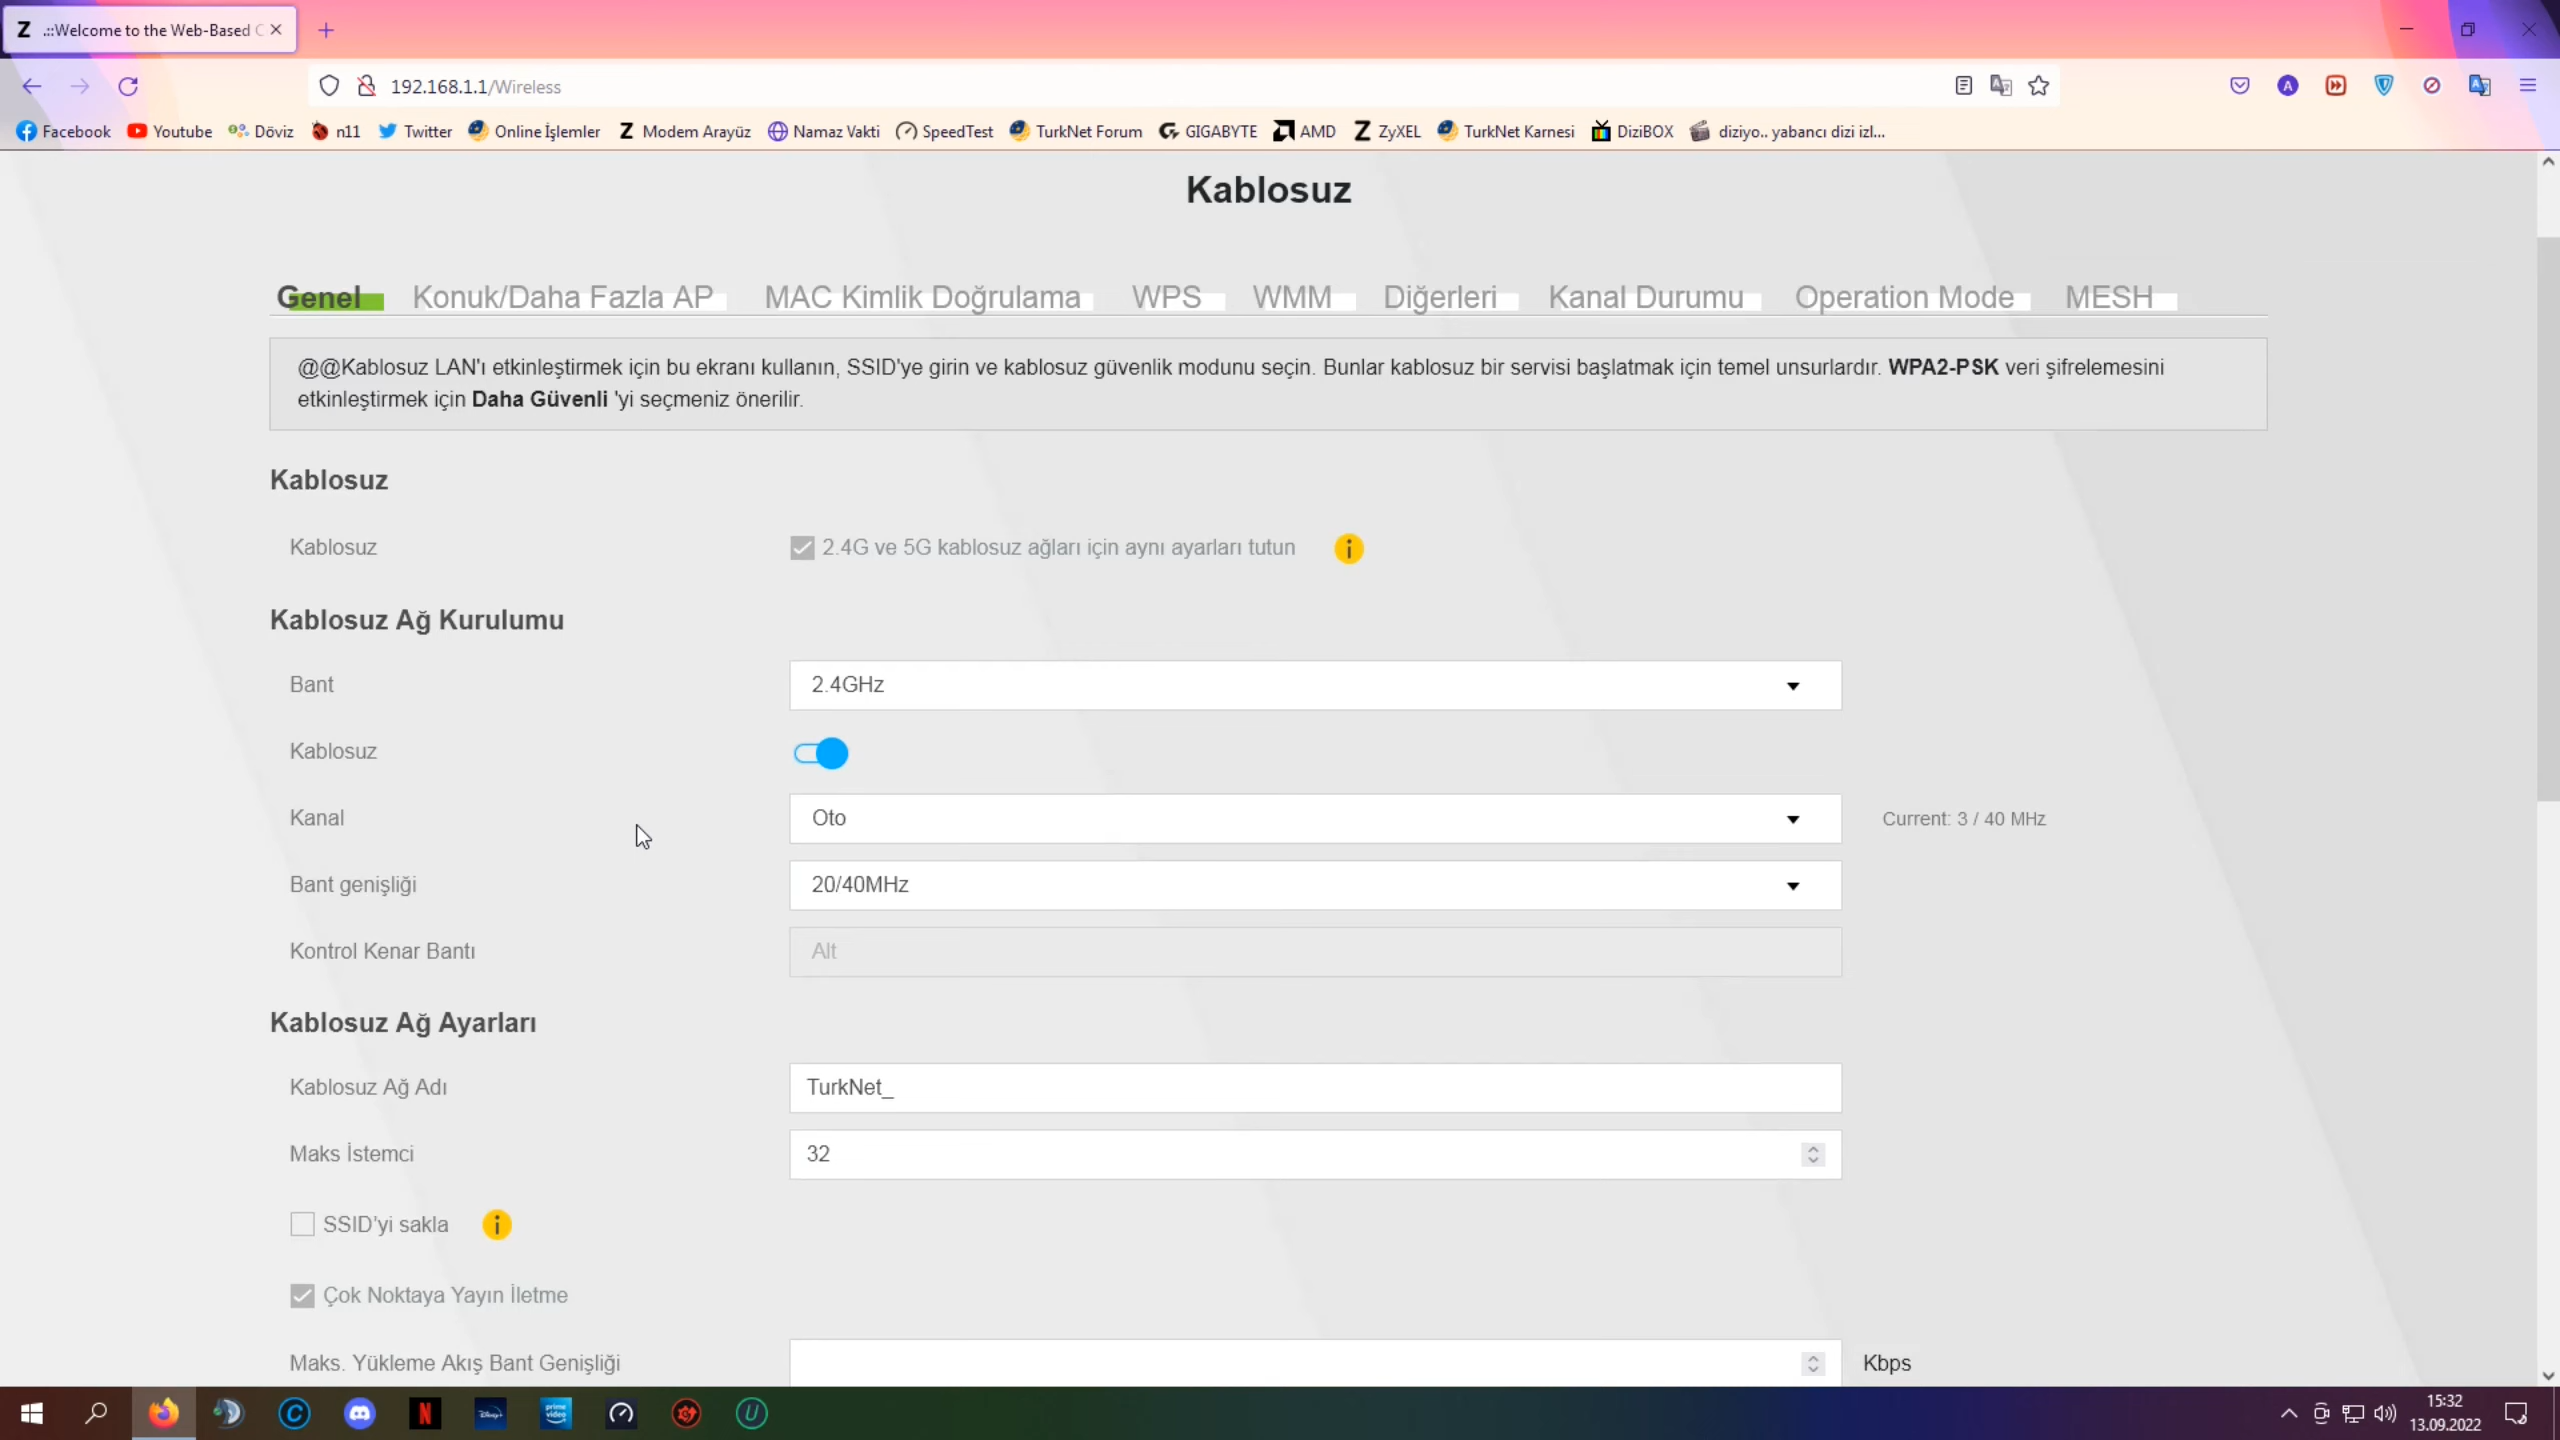 Z .::Welcome to the Web-Based C
192.168.1.1/Wireless
Facebook Youtube Döviz n11 Twitter Online İşlemler Z Modem Arayüz Namaz Vakti SpeedTest TurkNet Forum GIGABYTE AMD Z ZyXEL TurkNet Karnesi DiziBOX diziyo.. yabancı dizi izl...
Kablosuz
Genel Konuk/Daha Fazla AP MAC Kimlik Doğrulama WPS WMM Diğerleri Kanal Durumu Operation Mode MESH
@@Kablosuz LAN'ı etkinleştirmek için bu ekranı kullanın, SSID'ye girin ve kablosuz güvenlik modunu seçin. Bunlar kablosuz bir servisi başlatmak için temel unsurlardır. WPA2-PSK veri şifrelemesini
etkinleştirmek için Daha Güvenli 'yi seçmeniz önerilir.
Kablosuz
Kablosuz 2.4G ve 5G kablosuz ağları için aynı ayarları tutun i
Kablosuz Ağ Kurulumu
Bant 2.4GHz
Kablosuz
Kanal Oto Current: 3 / 40 MHz
Bant genişliği 20/40MHz
Kontrol Kenar Bantı Alt
Kablosuz Ağ Ayarları
Kablosuz Ağ Adı TurkNet_
Maks İstemci 32
SSID'yi sakla i
Çok Noktaya Yayın İletme
Maks. Yükleme Akış Bant Genişliği Kbps
15:32
13.09.2022